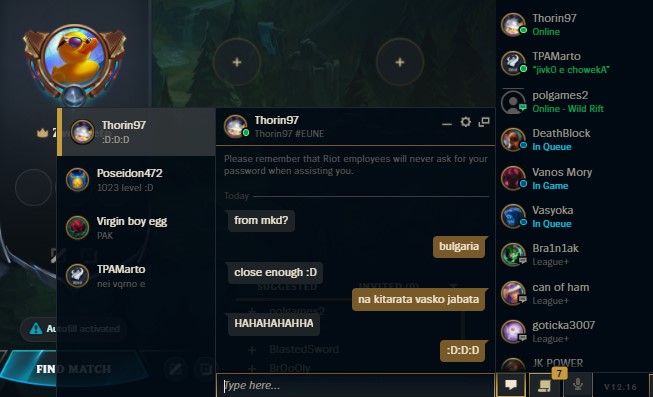 Thorin97
:D:D:D
Poseidon472
1023 level :D
Virgin boy egg
PAK
TPAMarto
nei vqmo e
Autofill activated
FIND MATCH
Thorin97
Thorin97 #EUNE
Please remember that Riot employees will never ask for your
password when assisting you.
Today
from mkd?
bulgaria
close enough :D
na kitarata vasko jabata
HAHAHAHAHHA
:D:D:D
SUGGESTED
INVITED (0)
polgames2
BlastedSword
BrOoOly
Type here...
Thorin97
Online
TPAMarto
"jivk0 e chowekA"
polgames2
Online - Wild Rift
DeathBlock
In Queue
Vanos Mory
In Game
Vasyoka
In Queue
Bra1n1ak
League+
can of ham
League+
goticka3007
League+
JK POWER
7
V12.16